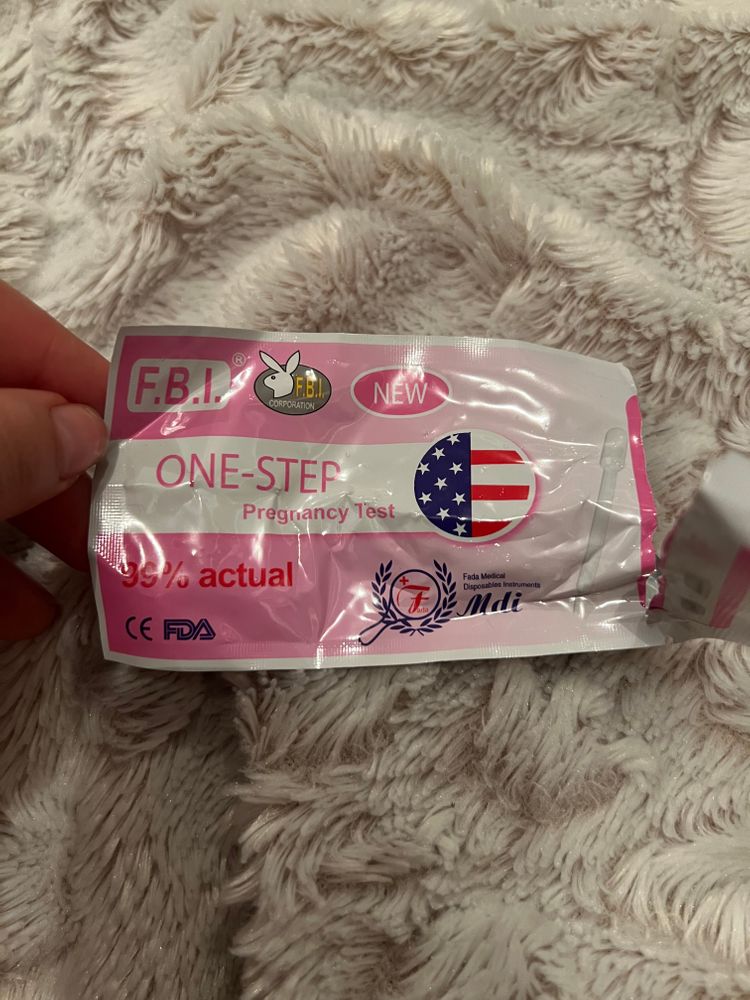 F.B.I.®
F.B.I.
CORPORATION
NEW
ONE-STEP
Pregnancy Test
99% actual
Fada Medical
Disposables Instruments
Mdi
F
CE FDA